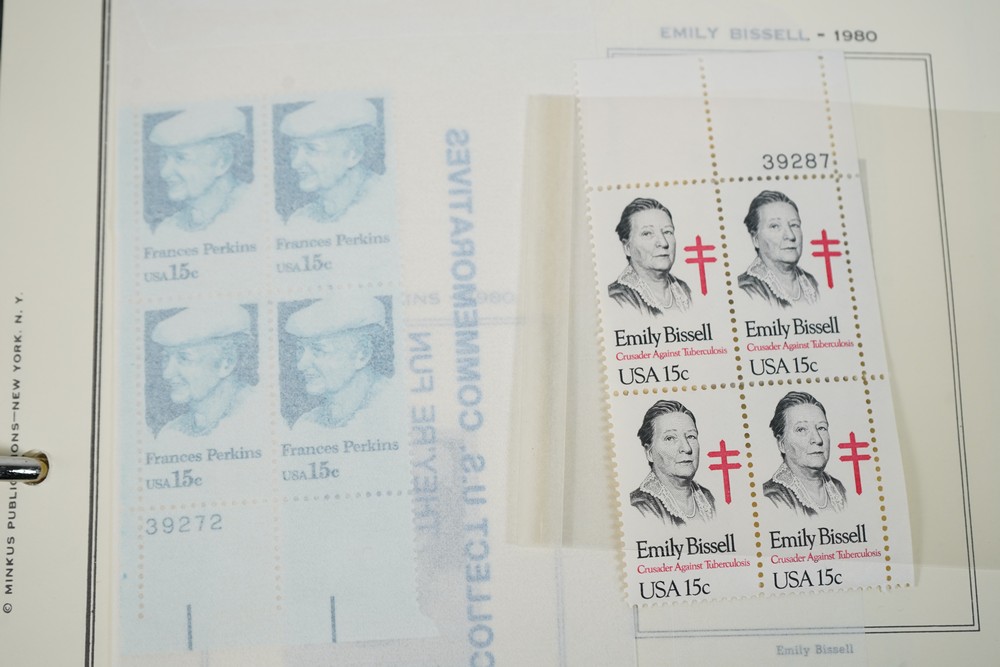 EMILY BISSELL - 1980
39287
Emily Bissell
Crusader Against Tuberculosis
USA 15c
Emily Bissell
Crusader Against Tuberculosis
USA 15c
Emily Bissell
Crusader Against Tuberculosis
USA 15c
Emily Bissell
Crusader Against Tuberculosis
USA 15c
Emily Bissell
Frances Perkins
USA 15c
Frances Perkins
USA 15c
Frances Perkins
USA 15c
Frances Perkins
USA 15c
39272
COLLECT U.S. COMMEMORATIVES
THEY'RE FUN
© MINKUS PUBLIC IONS—NEW YORK, N. Y.